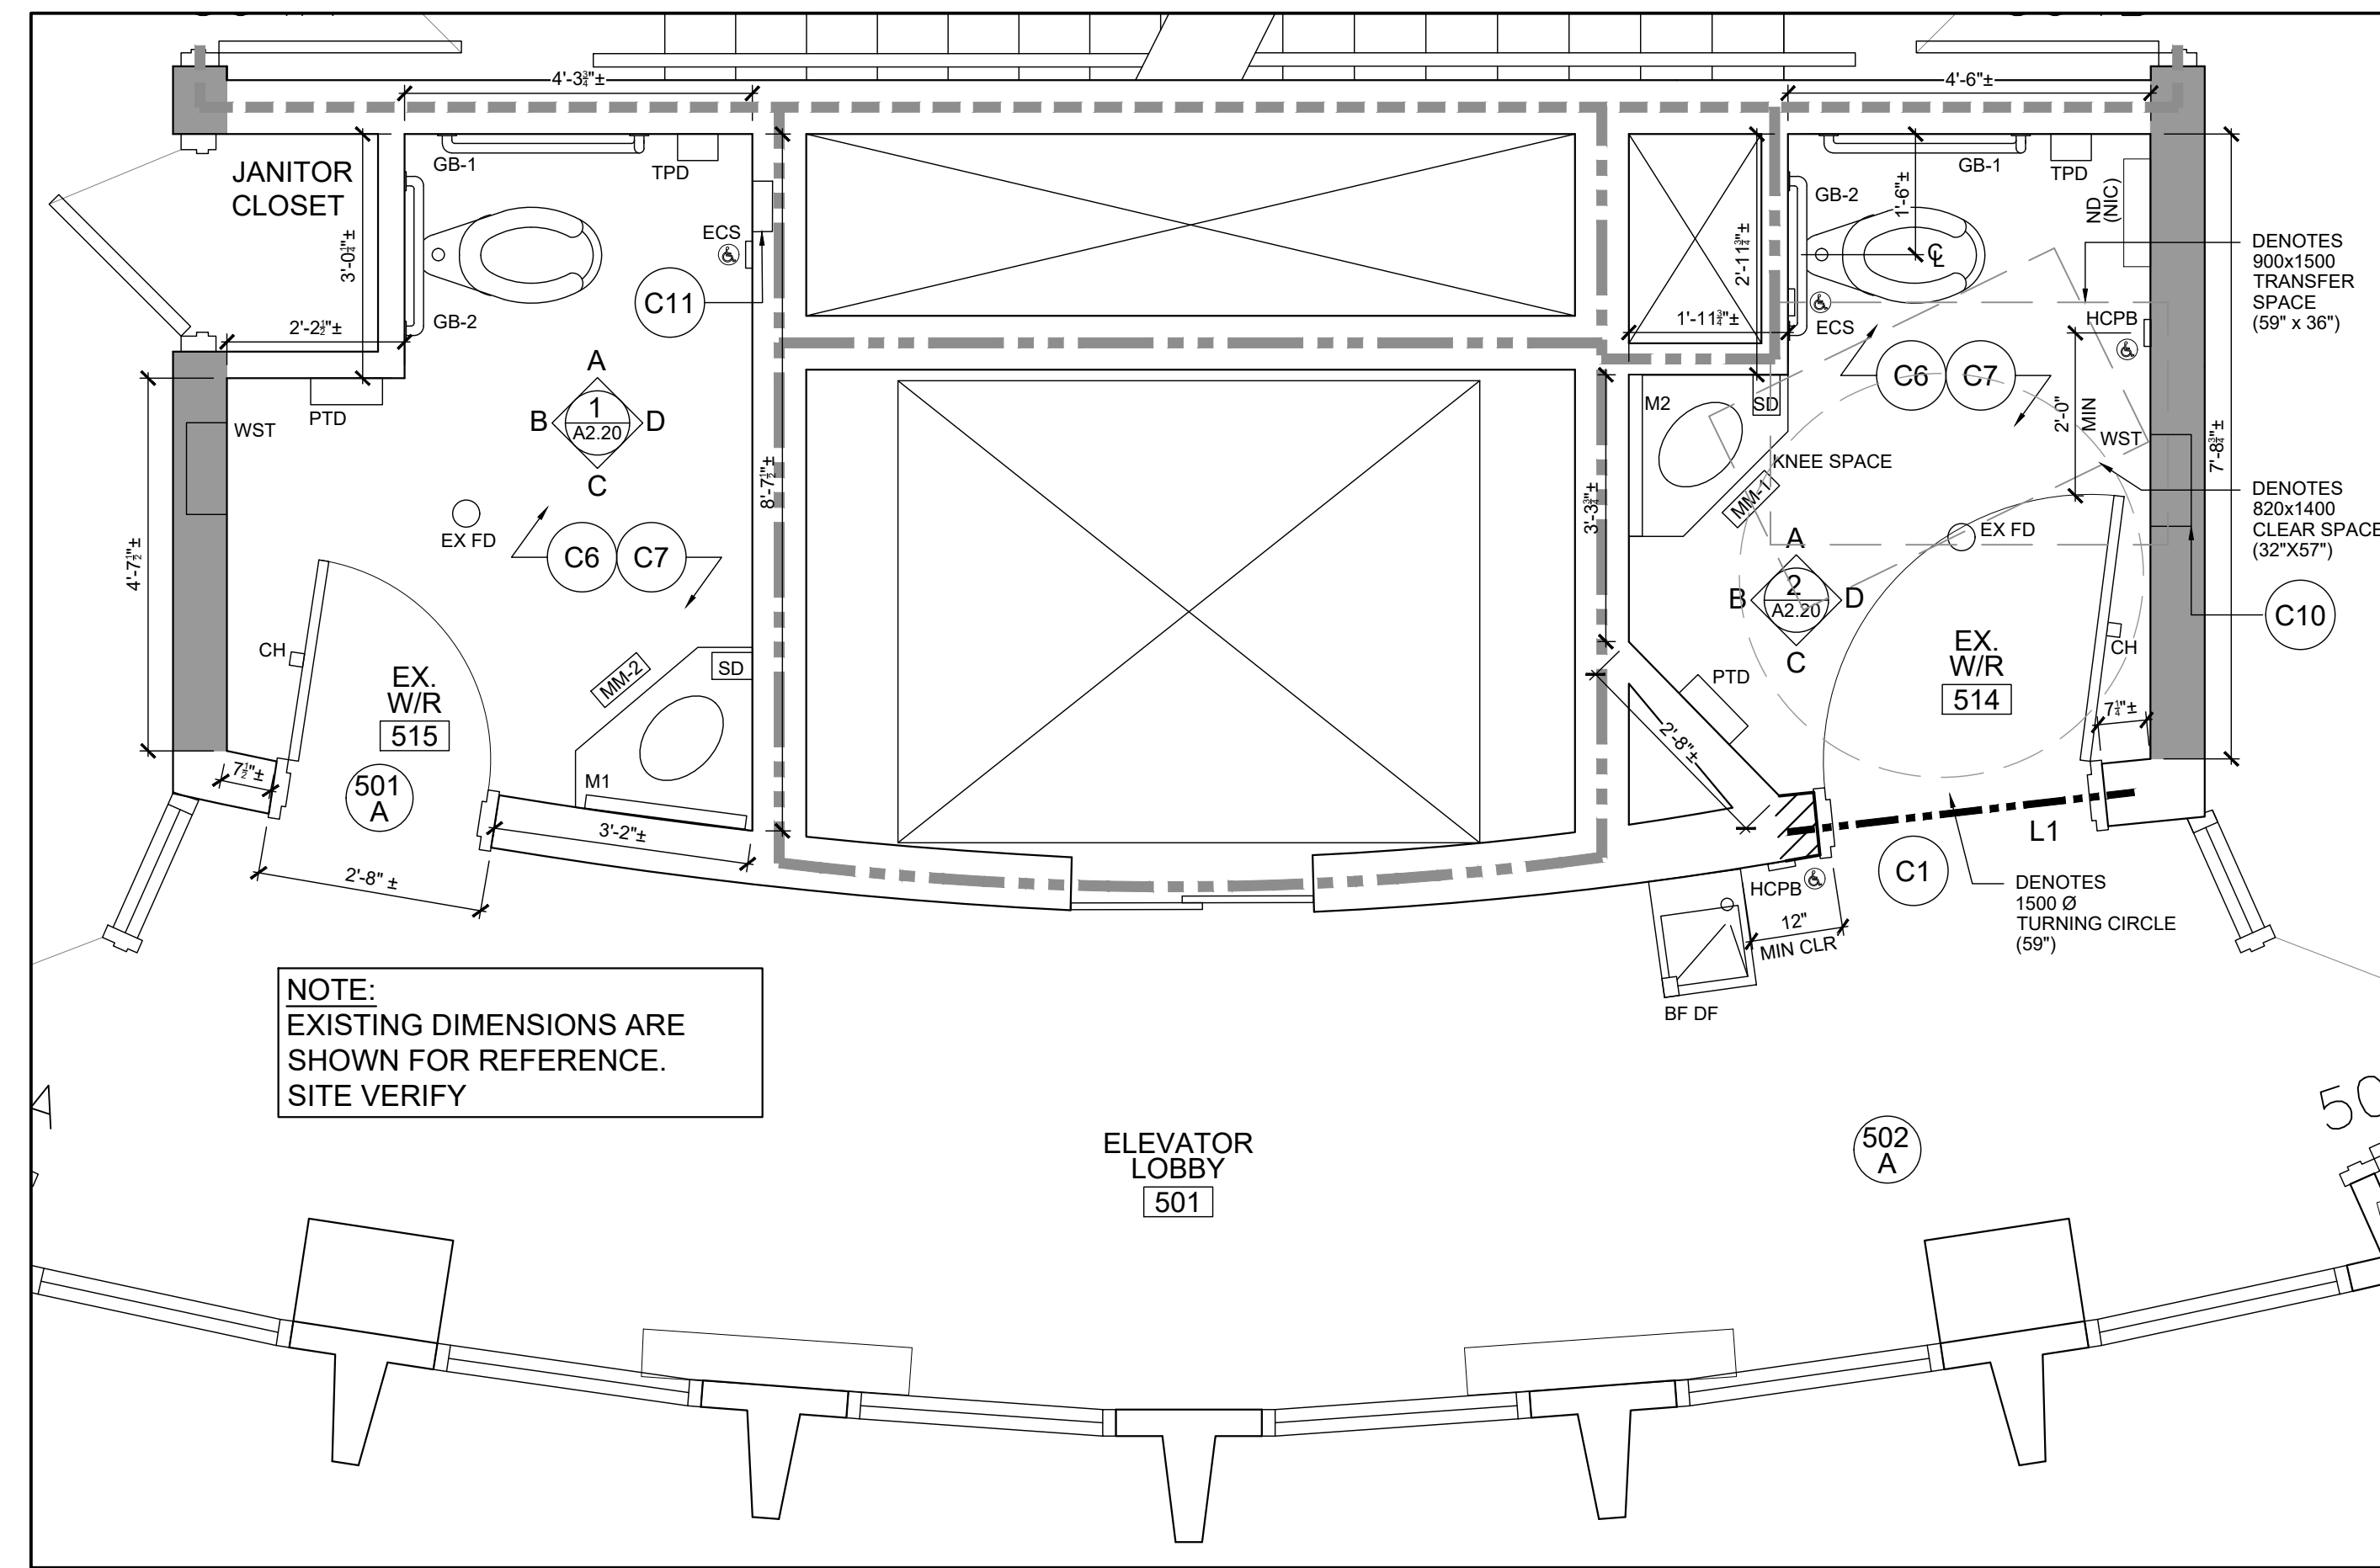 4'-3¾"±
4'-6"±
JANITOR
CLOSET
GB-1
TPD
3'-0¼"±
ECS
C11
2'-2½"±
GB-2
PTD
WST
A
B
1
A2.20
D
C
4'-7½"±
EX FD
C6
C7
8'-7½"±
CH
EX.
W/R
515
MM-2
SD
501
A
M1
7½"±
3'-2"±
2'-8" ±
2'-11¾"±
1'-11¾"±
GB-2
1'-6"±
GB-1
TPD
ND
(NIC)
ECS
HCPB
C6
C7
M2
SD
2'-0"
MIN
WST
KNEE SPACE
MM-1
3'-3¾"±
7'-8¾"±
EX FD
A
B
2
A2.20
D
C
EX.
W/R
514
CH
PTD
7¼"±
2'-8"±
L1
C1
HCPB
12"
MIN CLR
BF DF
DENOTES
900x1500
TRANSFER
SPACE
(59" x 36")
DENOTES
820x1400
CLEAR SPACE
(32"X57")
C10
DENOTES
1500 Ø
TURNING CIRCLE
(59")
NOTE:
EXISTING DIMENSIONS ARE
SHOWN FOR REFERENCE.
SITE VERIFY
ELEVATOR
LOBBY
501
502
A
A
50